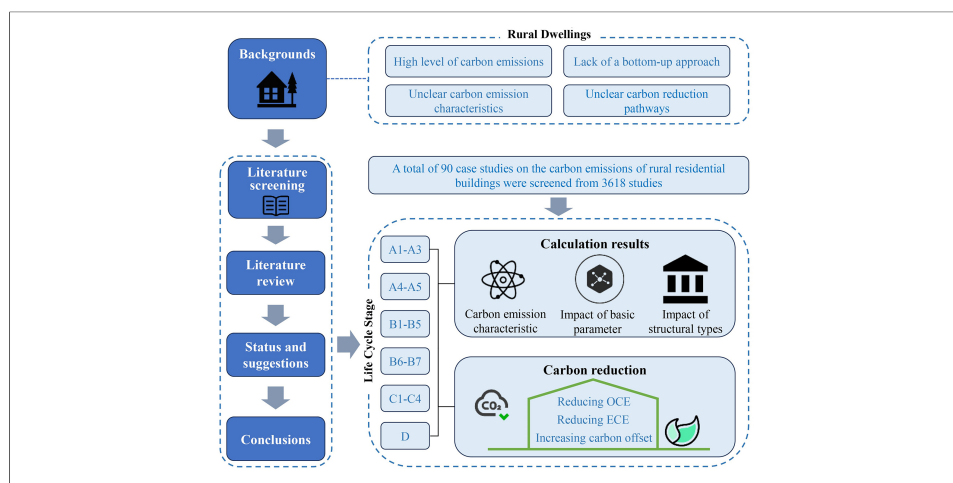 Rural Dwellings
Backgrounds
High level of carbon emissions
Lack of a bottom-up approach
Unclear carbon emission
characteristics
Unclear carbon reduction
pathways
Literature
screening
Literature
review
Status and
suggestions
Conclusions
A total of 90 case studies on the carbon emissions of rural residential
buildings were screened from 3618 studies
Life Cycle Stage
A1-A3
A4-A5
B1-B5
B6-B7
C1-C4
D
Calculation results
Carbon emission
characteristic
Impact of basic
parameter
Impact of
structural types
Carbon reduction
CO2
Reducing OCE
Reducing ECE
Increasing carbon offset